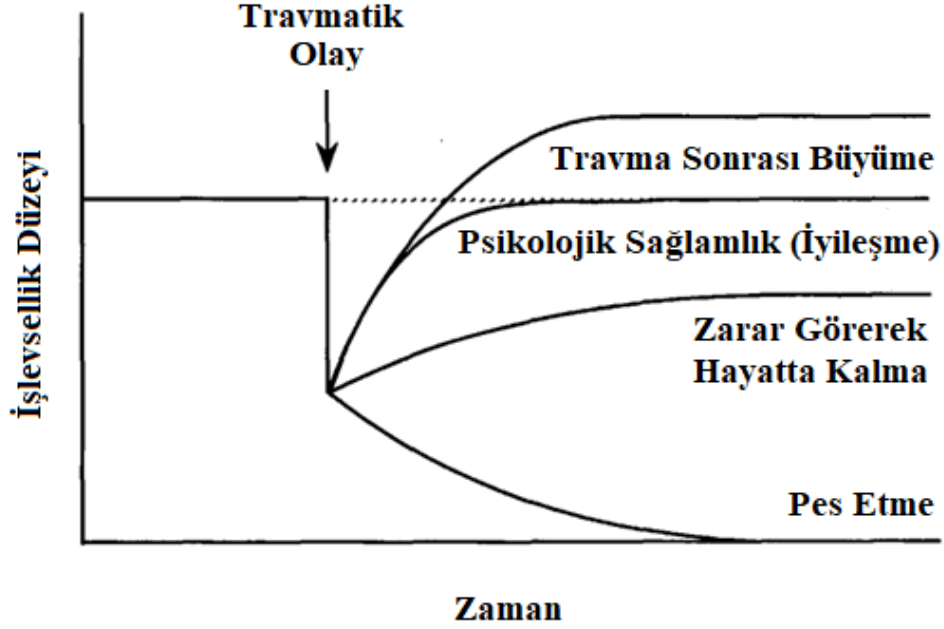 Travmatik
Olay
İşlevsellik Düzeyi
Travma Sonrası Büyüme
Psikolojik Sağlamlık (İyileşme)
Zarar Görerek
Hayatta Kalma
Pes Etme
Zaman